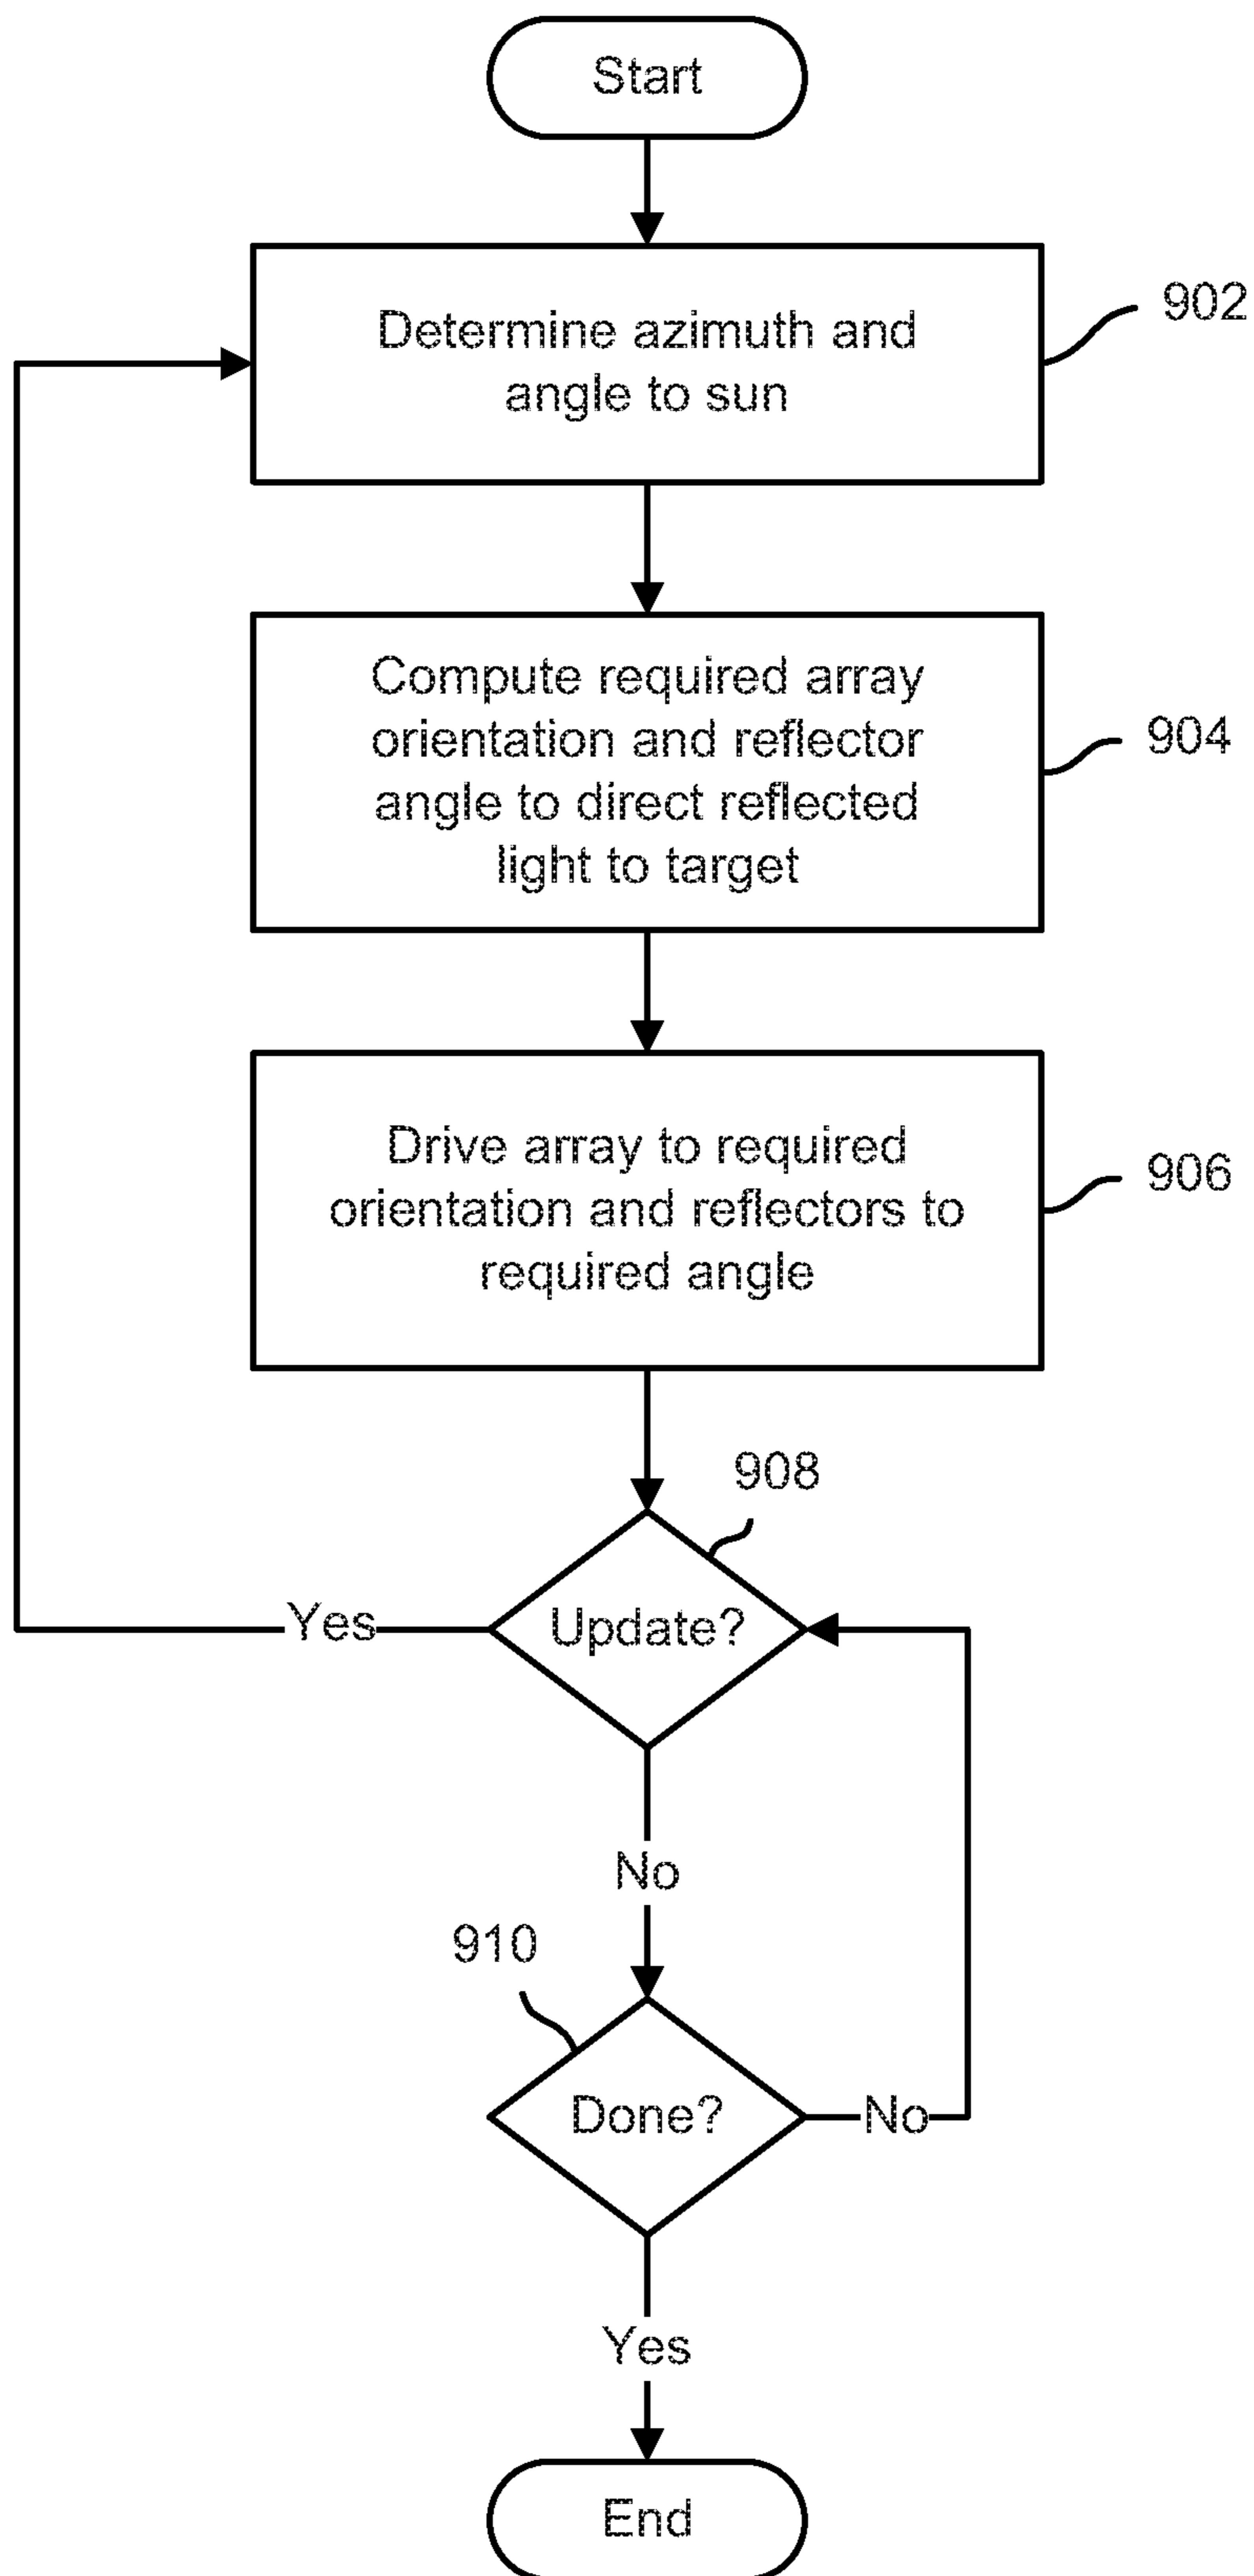 Start
Determine azimuth and
angle to sun
902
Compute required array
orientation and reflector
angle to direct reflected
light to target
904
Drive array to required
orientation and reflectors to
required angle
906
908
Update?
Yes
No
910
Done?
No
Yes
End